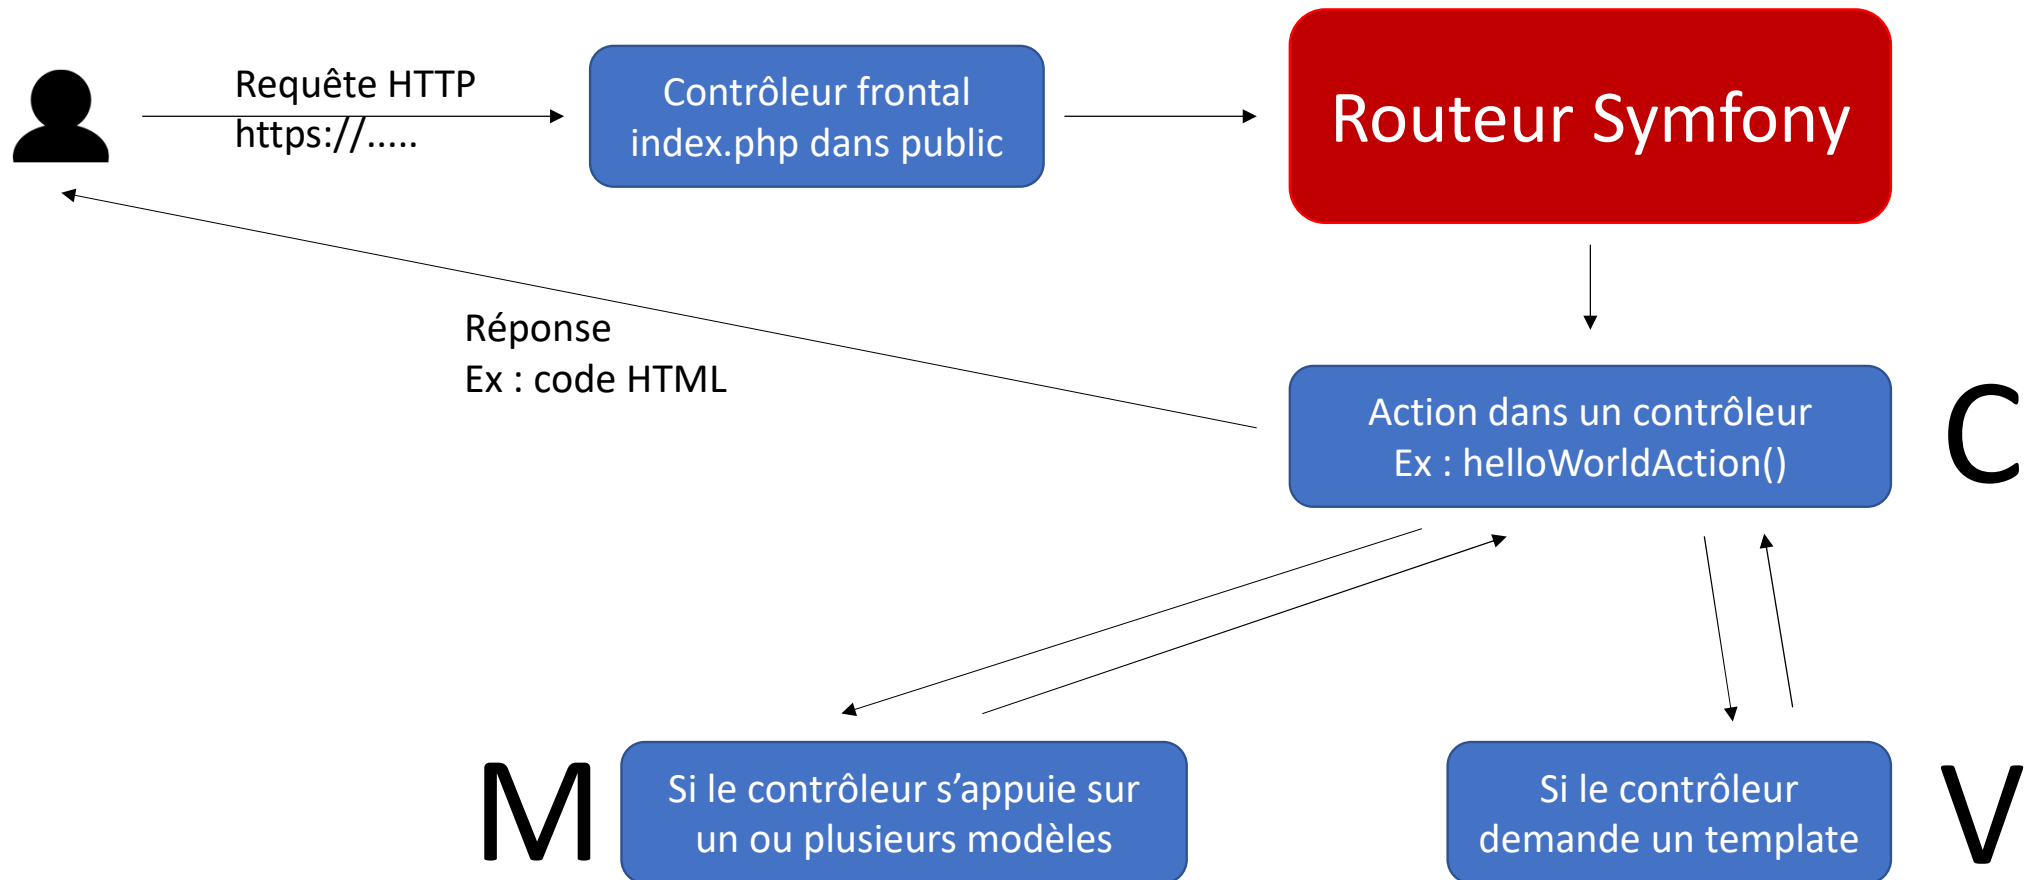 Requête HTTP
https://.....
Contrôleur frontal
index.php dans public
Routeur Symfony
Réponse
Ex : code HTML
Action dans un contrôleur
Ex : helloWorldAction()
C
M
Si le contrôleur s’appuie sur
un ou plusieurs modèles
Si le contrôleur
demande un template
V